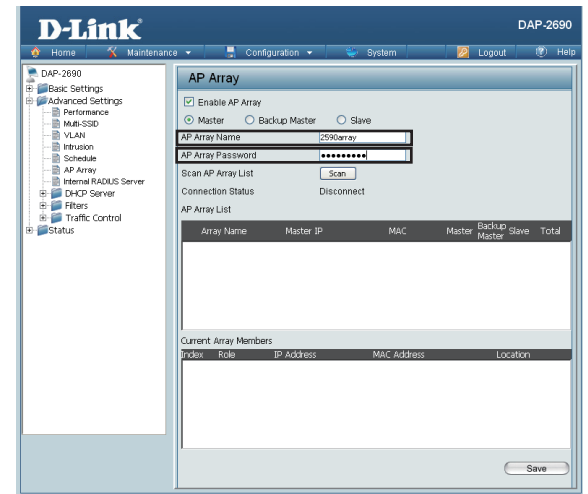 D-Link®
DAP-2690
Home Maintenance Configuration System Logout Help
DAP-2690
Basic Settings
Advanced Settings
Performance
Multi-SSID
VLAN
Intrusion
Schedule
AP Array
Internal RADIUS Server
DHCP Server
Filters
Traffic Control
Status
AP Array
Enable AP Array
Master Backup Master Slave
AP Array Name 2590array
AP Array Password •••••••••
Scan AP Array List Scan
Connection Status Disconnect
AP Array List
Array Name Master IP MAC Master Backup Master Slave Total
Current Array Members
Index Role IP Address MAC Address Location
Save